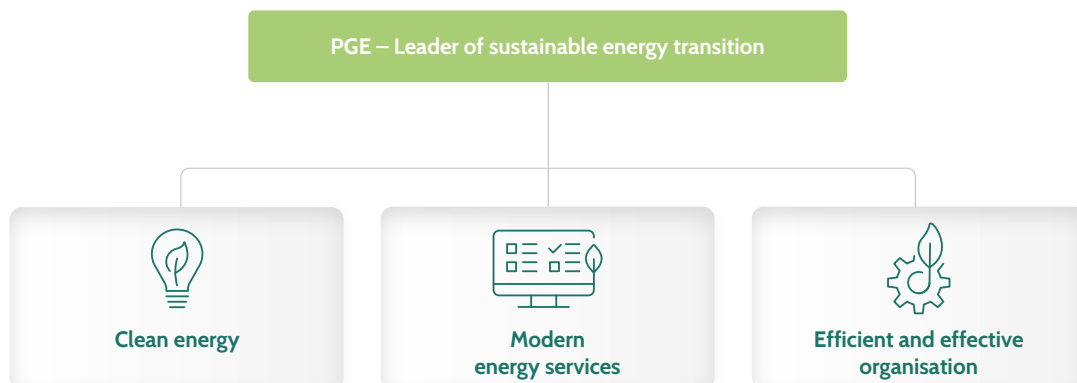 PGE – Leader of sustainable energy transition
Clean energy
Modern
energy services
Efficient and effective
organisation